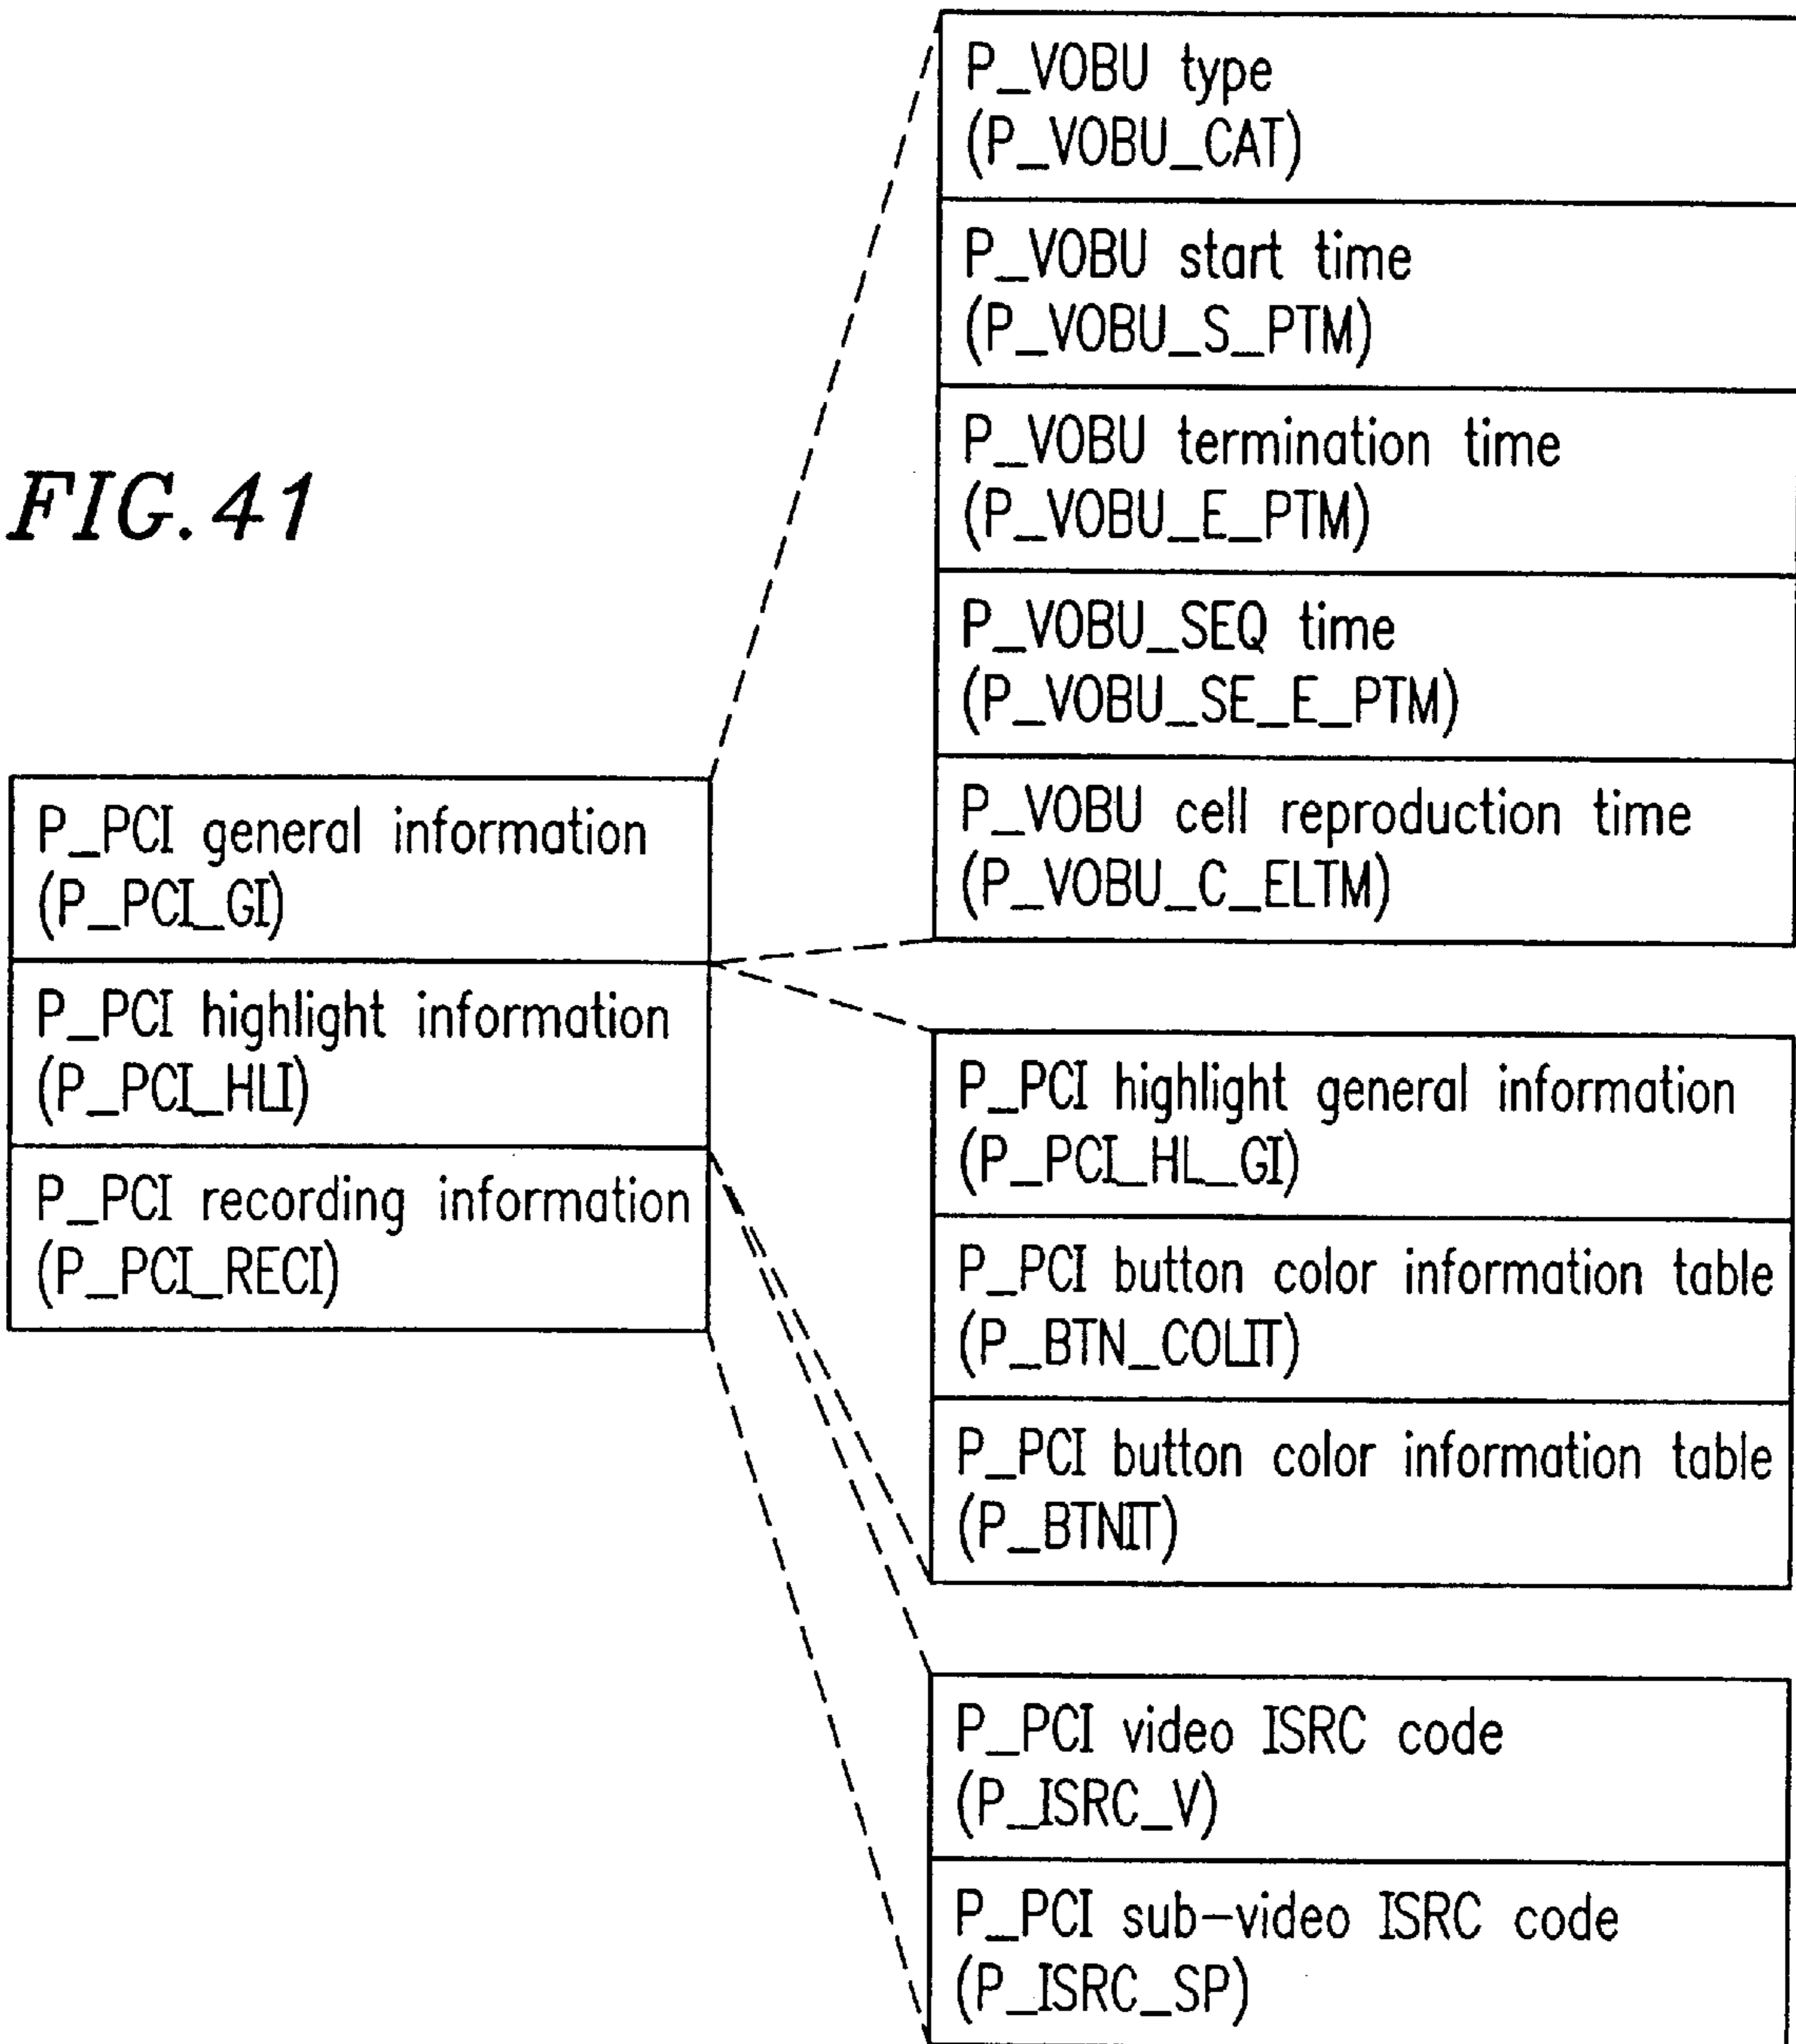 FIG.41
P_PCI general information
(P_PCI_GI)
P_PCI highlight information
(P_PCI_HLI)
P_PCI recording information
(P_PCI_RECI)
P_VOBU type
(P_VOBU_CAT)
P_VOBU start time
(P_VOBU_S_PTM)
P_VOBU termination time
(P_VOBU_E_PTM)
P_VOBU_SEQ time
(P_VOBU_SE_E_PTM)
P_VOBU cell reproduction time
(P_VOBU_C_ELTM)
P_PCI highlight general information
(P_PCI_HL_GI)
P_PCI button color information table
(P_BTN_COLIT)
P_PCI button color information table
(P_BTNIT)
P_PCI video ISRC code
(P_ISRC_V)
P_PCI sub-video ISRC code
(P_ISRC_SP)